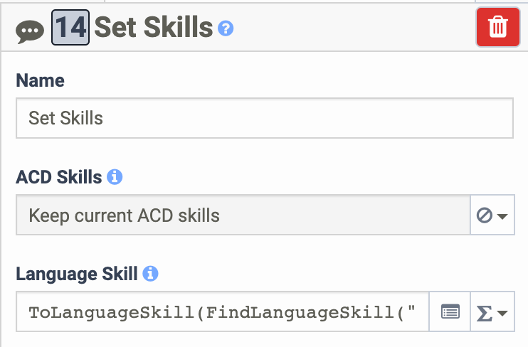 14 Set Skills ?
Name
Set Skills
ACD Skills
Keep current ACD skills
Language Skill
ToLanguageSkill(FindLanguageSkill("
Σ